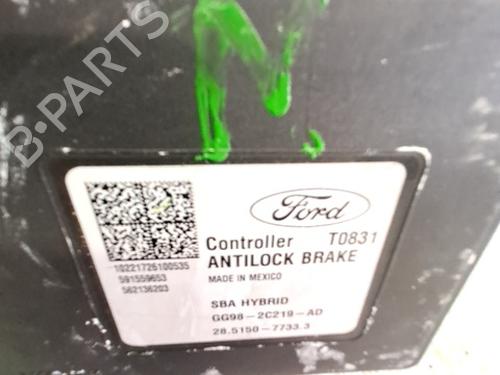 N.
B-PARTS
Ford
Controller T0831
ANTILOCK BRAKE
MADE IN MEXICO
10221726100535
591559653
562136203
SBA HYBRID
GG98-2C219-AD
28.5150-7733.3